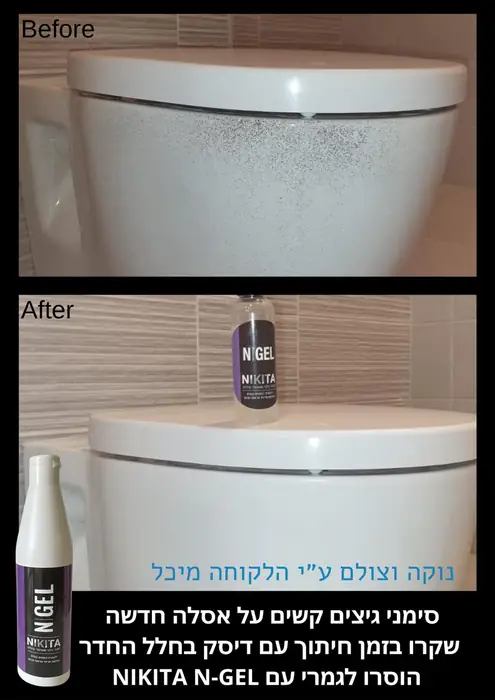 Before
After
N GEL
NIKITA
נוקה וצולם ע"י הלקוחה מיכל
N GEL
NIKITA
סימני גיצים קשים על אסלה חדשה
שקרו בזמן חיתוך עם דיסק בחלל החדר
הוסרו לגמרי עם NIKITA N-GEL